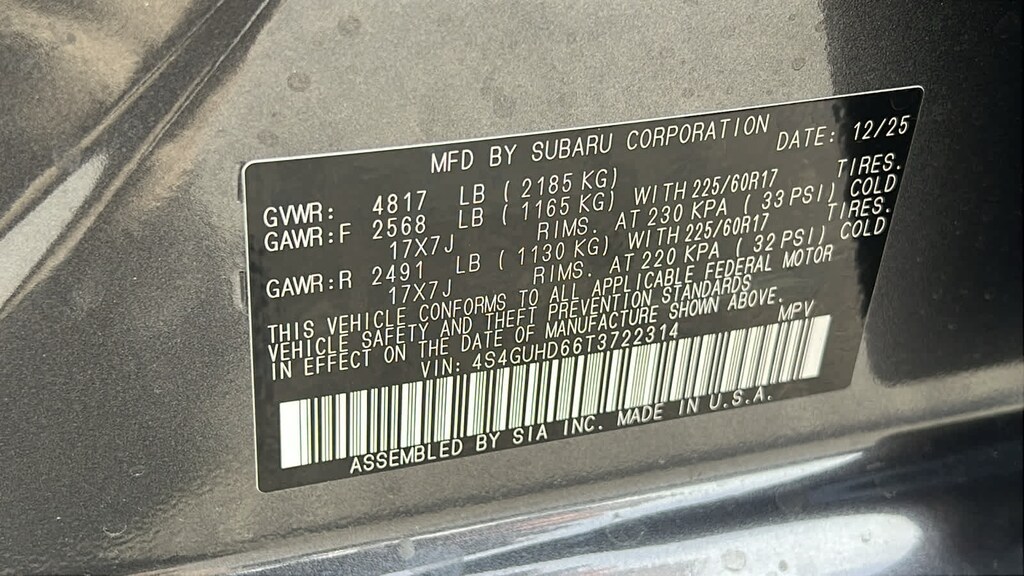 MFD BY SUBARU CORPORATION DATE: 12/25
GVWR: 4817 LB ( 2185 KG)
GAWR:F 2568 LB ( 1165 KG) WITH 225/60R17 TIRES.
17X7J RIMS. AT 230 KPA ( 33 PSI) COLD
GAWR:R 2491 LB ( 1130 KG) WITH 225/60R17 TIRES.
17X7J RIMS. AT 220 KPA ( 32 PSI) COLD
THIS VEHICLE CONFORMS TO ALL APPLICABLE FEDERAL MOTOR
VEHICLE SAFETY AND THEFT PREVENTION STANDARDS
IN EFFECT ON THE DATE OF MANUFACTURE SHOWN ABOVE.
VIN: 4S4GUHD66T3722314 MPV
ASSEMBLED BY SIA INC. MADE IN U.S.A.